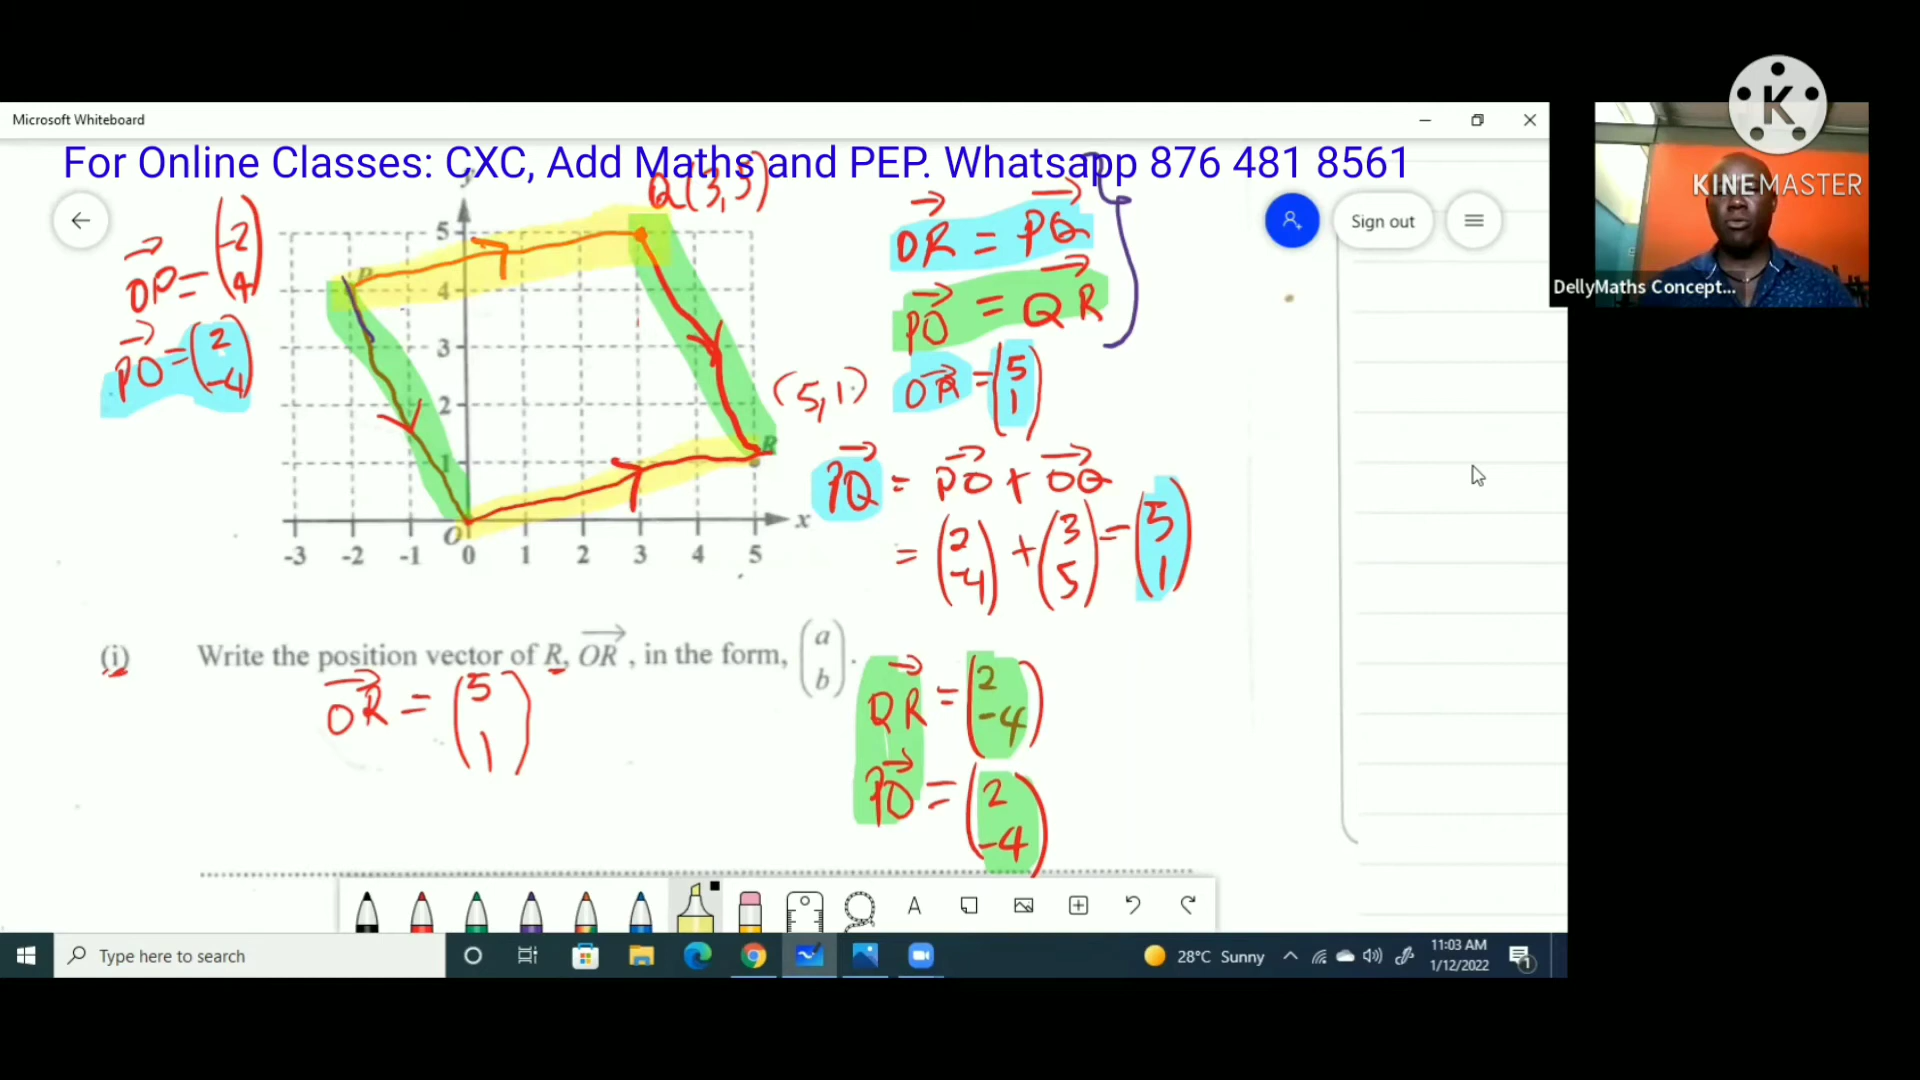 Microsoft Whiteboard
For Online Classes: CXC, Add Maths and PEP. Whatsapp 876 481 8561
KINEMASTER
K
Sign out
DellyMaths Concept...
OP = (-2 4)
PO = (2 -4)
y
Q(3,5)
5
4
3
2
1
P
R
(5,1)
O
x
-3 -2 -1 0 1 2 3 4 5
OR = PQ
PO = QR
OR = (5 1)
PQ = PO + OQ
= (2 -4) + (3 5) = (5 1)
(i) Write the position vector of R, OR, in the form, (a b).
OR = (5 1)
QR = (2 -4)
PO = (2 -4)
A
Type here to search
28°C Sunny
11:03 AM
1/12/2022
1